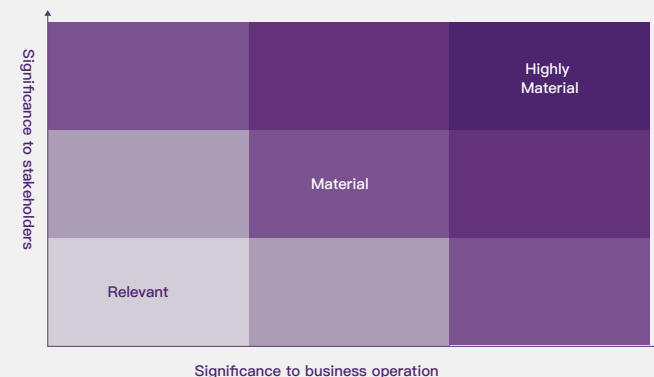 Significance to stakeholders
Highly
Material
Material
Relevant
Significance to business operation